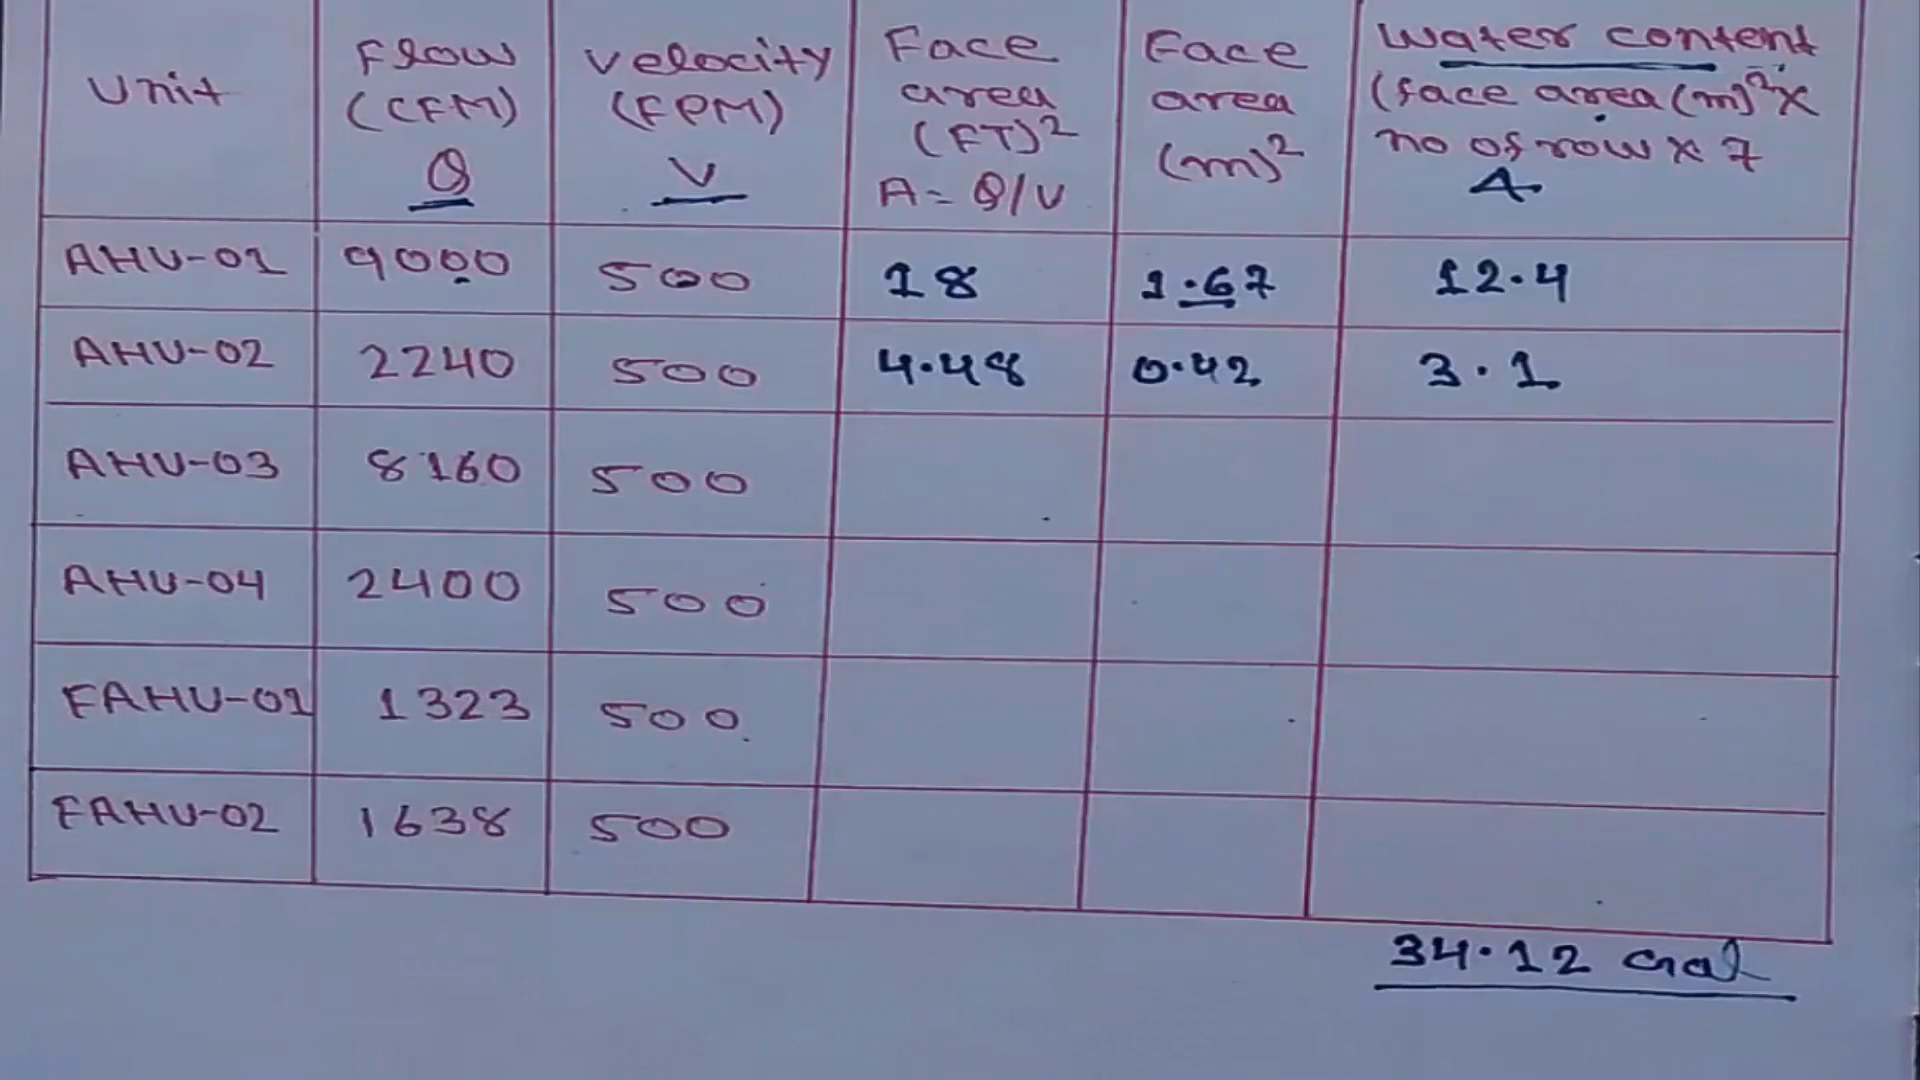 Unit
Flow
(CFM)
Q
Velocity
(FPM)
V
Face
area
(FT)²
A = Q/V
Face
area
(m)²
Water content
(face area (m)² x
no of row x 7
4
AHU-01 9000 500 18 1.67 12.4
AHU-02 2240 500 4.48 0.42 3.1
AHU-03 8160 500
AHU-04 2400 500
FAHU-01 1323 500
FAHU-02 1638 500
34.12 Gal